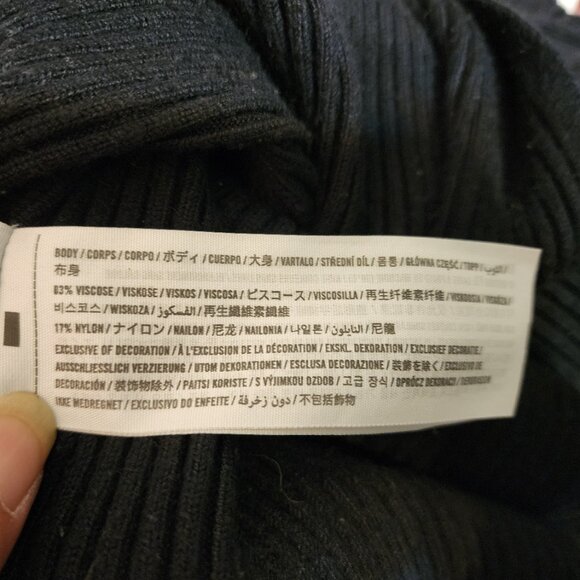 BODY / CORPS / CORPO / ボディ / CUERPO / 大身 / VARTALO / STŘEDNÍ DÍL / 몸통 / GŁÓWNA CZĘŚĆ / TOPP /
布身
83% VISCOSE / VISKOSE / VISKOS / VISCOSA / ビスコース / VISCOSILLA / 再生纤维素纤维 / VISKOUSIA /
비스코스 / WISKOZA / الفسكوز / 再生纖維素纖維
17% NYLON / ナイロン / NAILON / 尼龙 / NAILONIA / 나일론 / النايلون / 尼龍
EXCLUSIVE OF DECORATION / À L'EXCLUSION DE LA DÉCORATION / EKSKL. DEKORATION / EXCLUSIEF DECORATIE /
AUSSCHLIESSLICH VERZIERUNG / UTOM DEKORATIONEN / ESCLUSA DECORAZIONE / 装飾を除く /
DECORACIÓN / 装饰物除外 / PAITSI KORISTE / S VÝJIMKOU OZDOB / 고급 장식 / OPRÓCZ DEKORACJI /
IKKE MEDREGNET / EXCLUSIVO DO ENFEITE / دون زخرفة / 不包括飾物